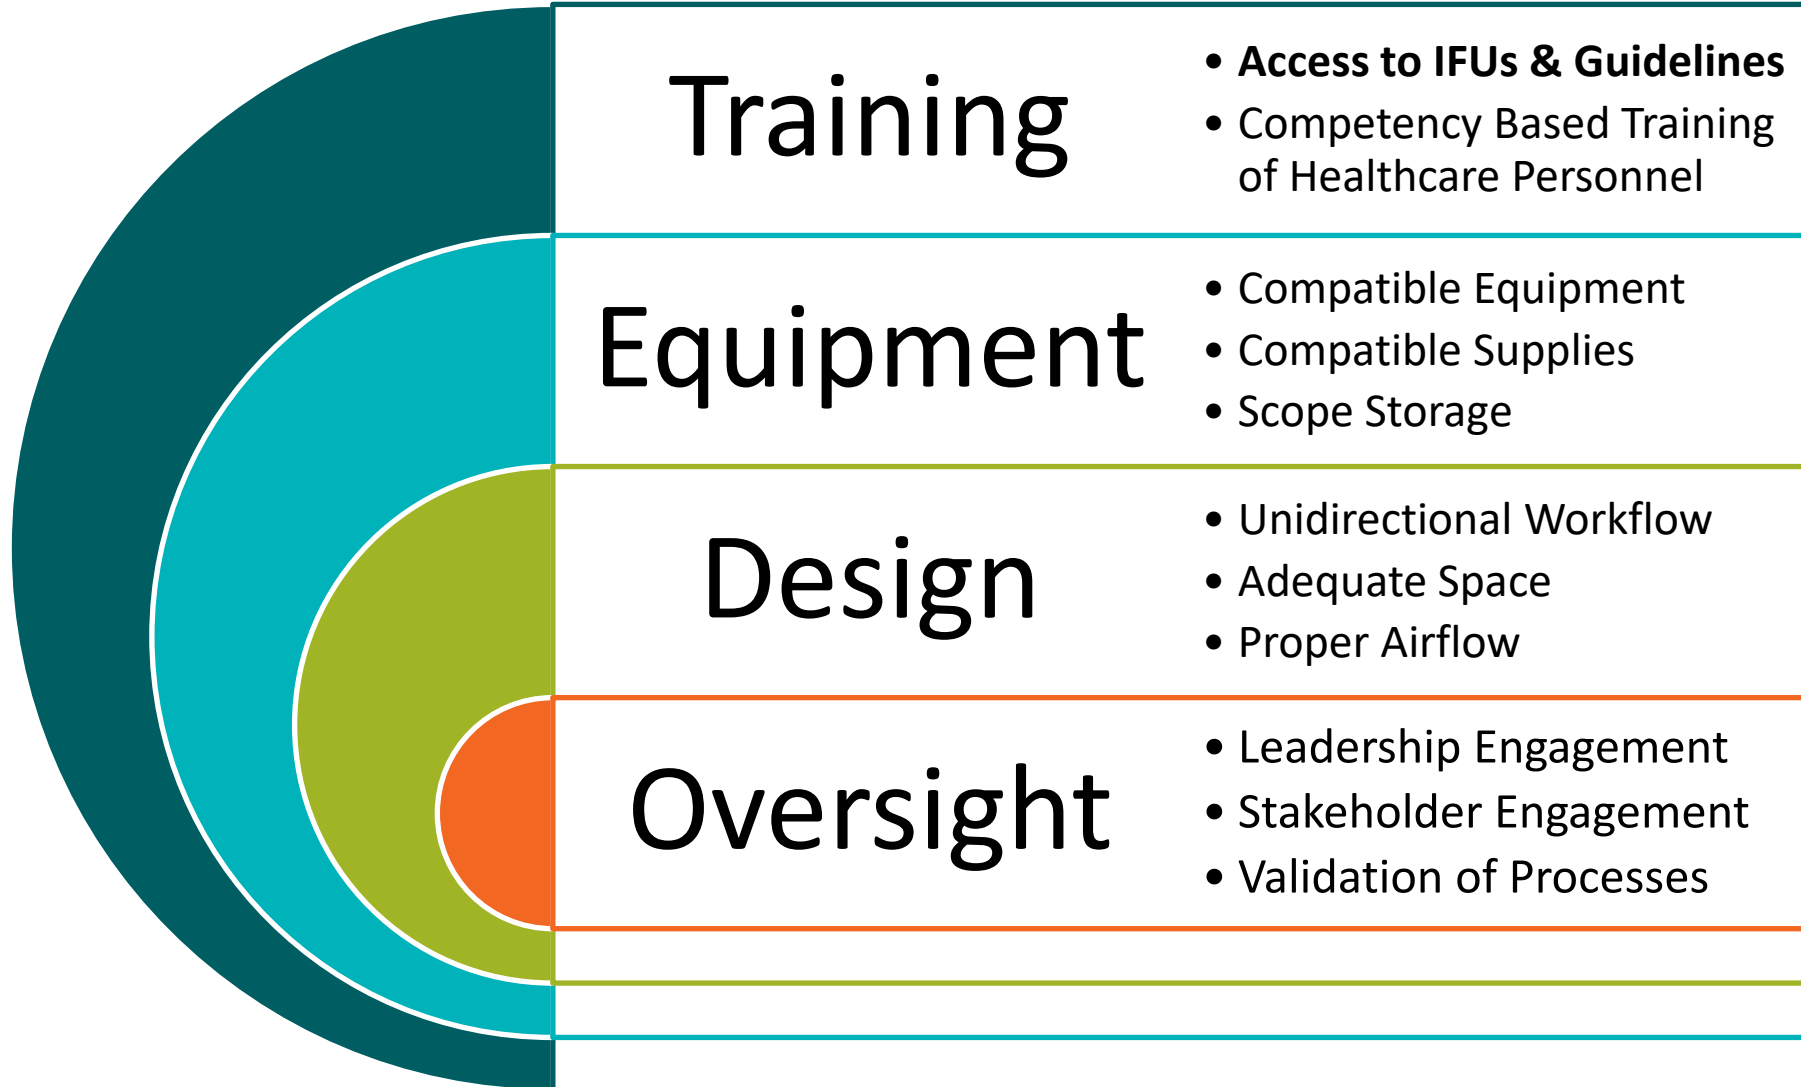 Training
• Access to IFUs & Guidelines
• Competency Based Training
of Healthcare Personnel
Equipment
• Compatible Equipment
• Compatible Supplies
• Scope Storage
Design
• Unidirectional Workflow
• Adequate Space
• Proper Airflow
Oversight
• Leadership Engagement
• Stakeholder Engagement
• Validation of Processes